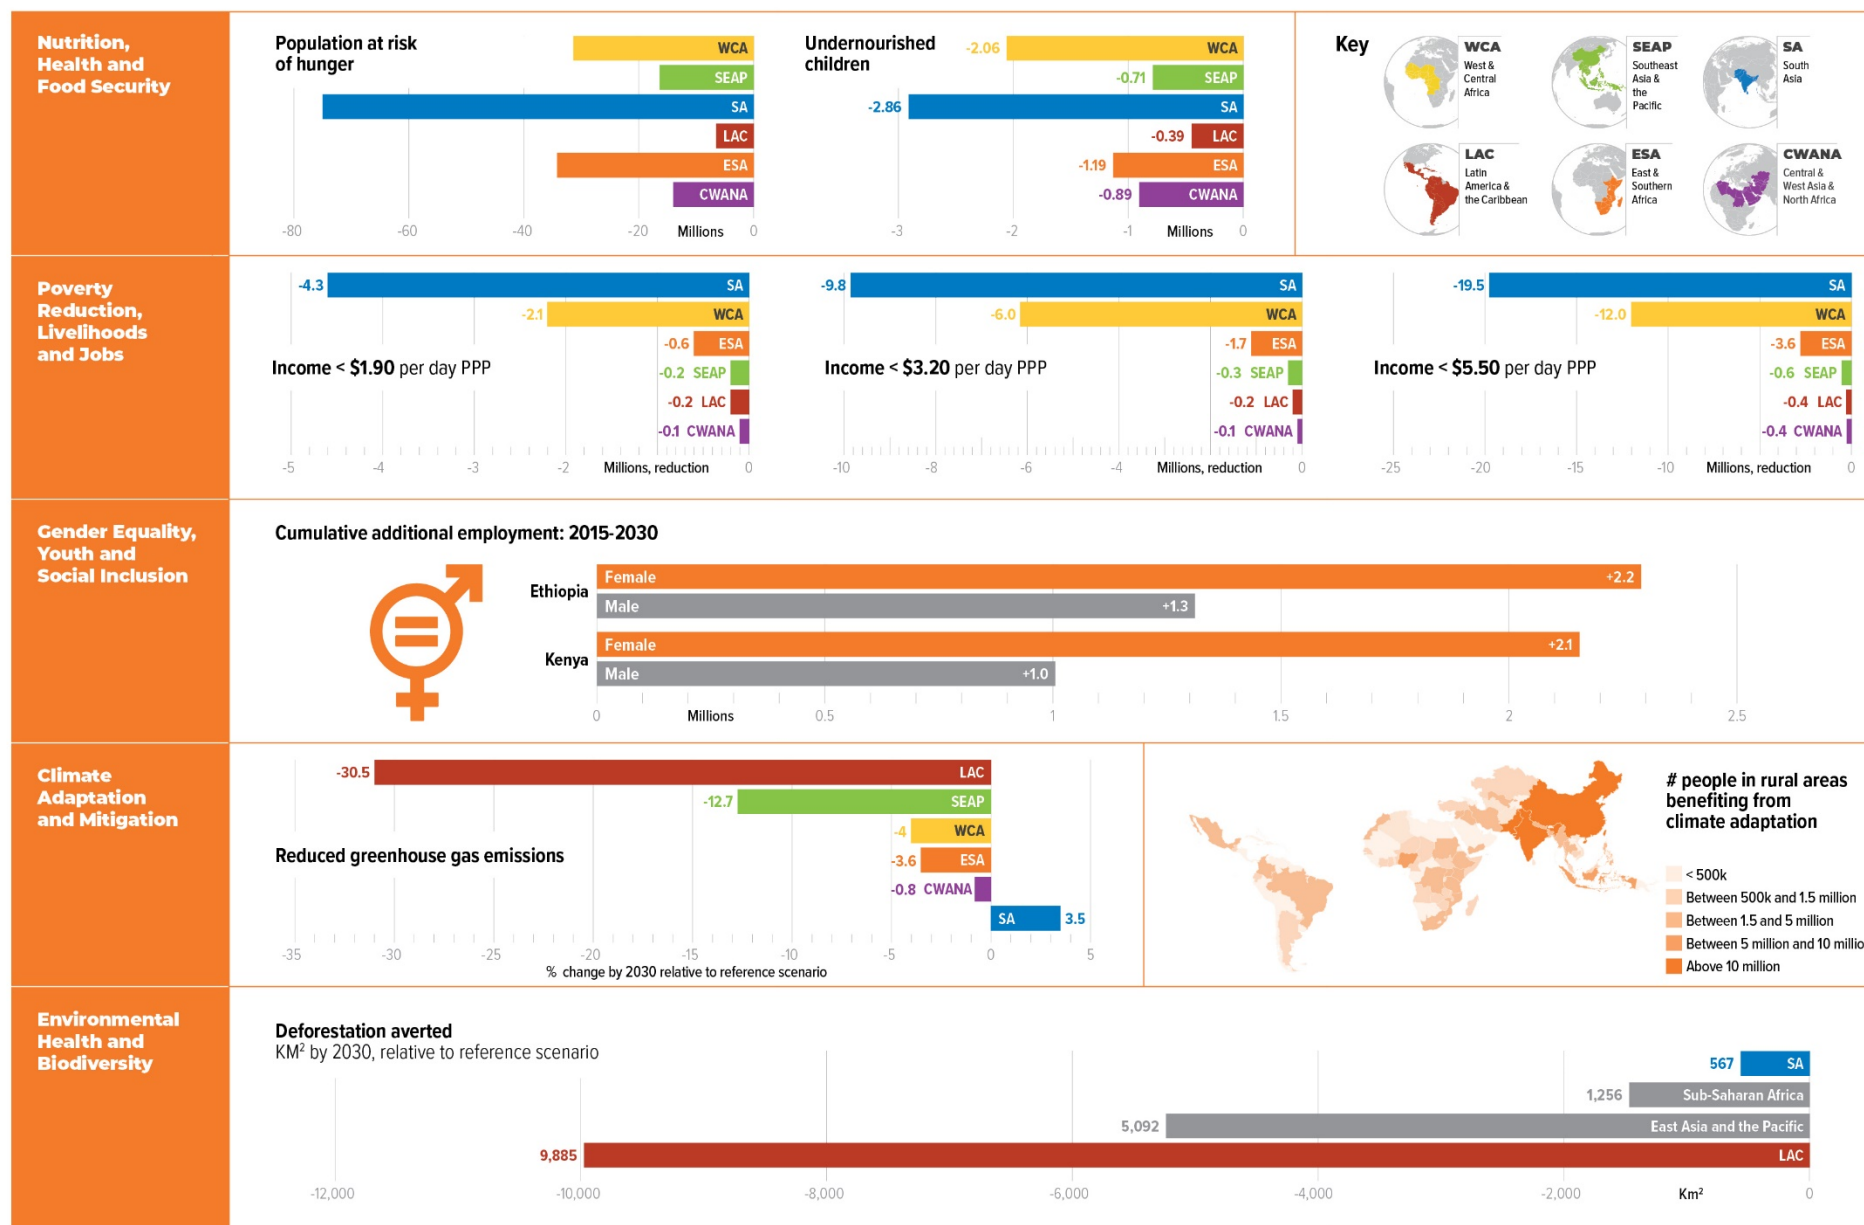 Nutrition,
Health and
Food Security
Population at risk
of hunger
WCA
SEAP
SA
LAC
ESA
CWANA
-80 -60 -40 -20 Millions 0
Undernourished
children
-2.06 WCA
-0.71 SEAP
-2.86 SA
-0.39 LAC
-1.19 ESA
-0.89 CWANA
-3 -2 -1 Millions 0
Key
WCA
West &
Central
Africa
SEAP
Southeast
Asia &
the
Pacific
SA
South
Asia
LAC
Latin
America &
the Caribbean
ESA
East &
Southern
Africa
CWANA
Central &
West Asia &
North Africa
Poverty
Reduction,
Livelihoods
and Jobs
-4.3 SA
-2.1 WCA
-0.6 ESA
Income < $1.90 per day PPP
-0.2 SEAP
-0.2 LAC
-0.1 CWANA
-5 -4 -3 -2 Millions, reduction 0
-9.8 SA
-6.0 WCA
-1.7 ESA
Income < $3.20 per day PPP
-0.3 SEAP
-0.2 LAC
-0.1 CWANA
-10 -8 -6 -4 Millions, reduction 0
-19.5 SA
-12.0 WCA
-3.6 ESA
Income < $5.50 per day PPP
-0.6 SEAP
-0.4 LAC
-0.4 CWANA
-25 -20 -15 -10 Millions, reduction 0
Gender Equality,
Youth and
Social Inclusion
Cumulative additional employment: 2015-2030
Ethiopia
Female +2.2
Male +1.3
Kenya
Female +2.1
Male +1.0
0 Millions 0.5 1 1.5 2 2.5
Climate
Adaptation
and Mitigation
-30.5 LAC
-12.7 SEAP
-4 WCA
Reduced greenhouse gas emissions
-3.6 ESA
-0.8 CWANA
SA 3.5
-35 -30 -25 -20 -15 -10 -5 0 5
% change by 2030 relative to reference scenario
# people in rural areas
benefiting from
climate adaptation
< 500k
Between 500k and 1.5 million
Between 1.5 and 5 million
Between 5 million and 10 millio
Above 10 million
Environmental
Health and
Biodiversity
Deforestation averted
KM² by 2030, relative to reference scenario
567 SA
1,256 Sub-Saharan Africa
5,092 East Asia and the Pacific
9,885 LAC
-12,000 -10,000 -8,000 -6,000 -4,000 -2,000 Km² 0